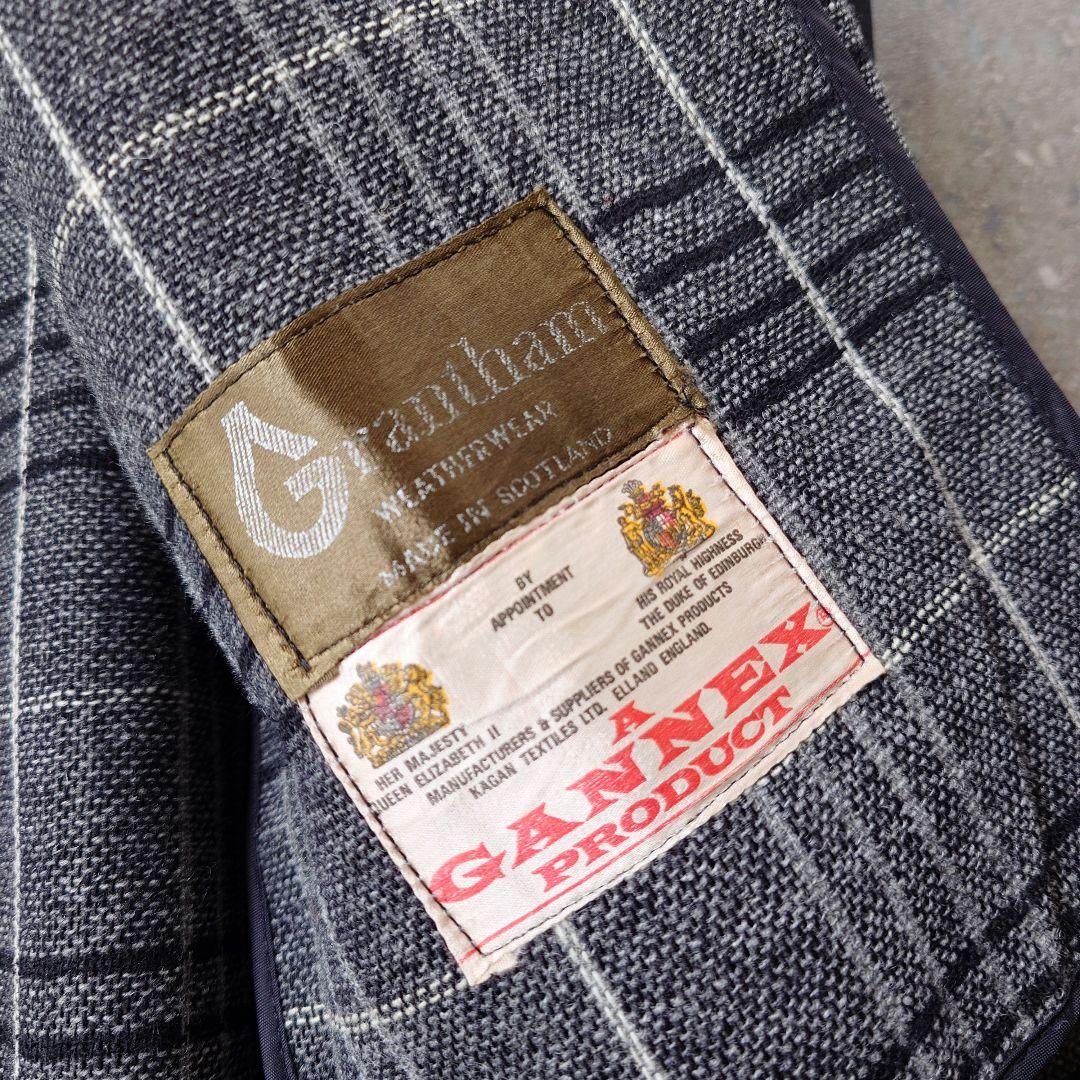 Grantham
WEATHERWEAR
MADE IN SCOTLAND
BY
APPOINTMENT
TO
HER MAJESTY
QUEEN ELIZABETH II
HIS ROYAL HIGHNESS
THE DUKE OF EDINBURGH
MANUFACTURERS & SUPPLIERS OF GANNEX PRODUCTS
KAGAN TEXTILES LTD. ELLAND ENGLAND.
A
GANNEX®
PRODUCT